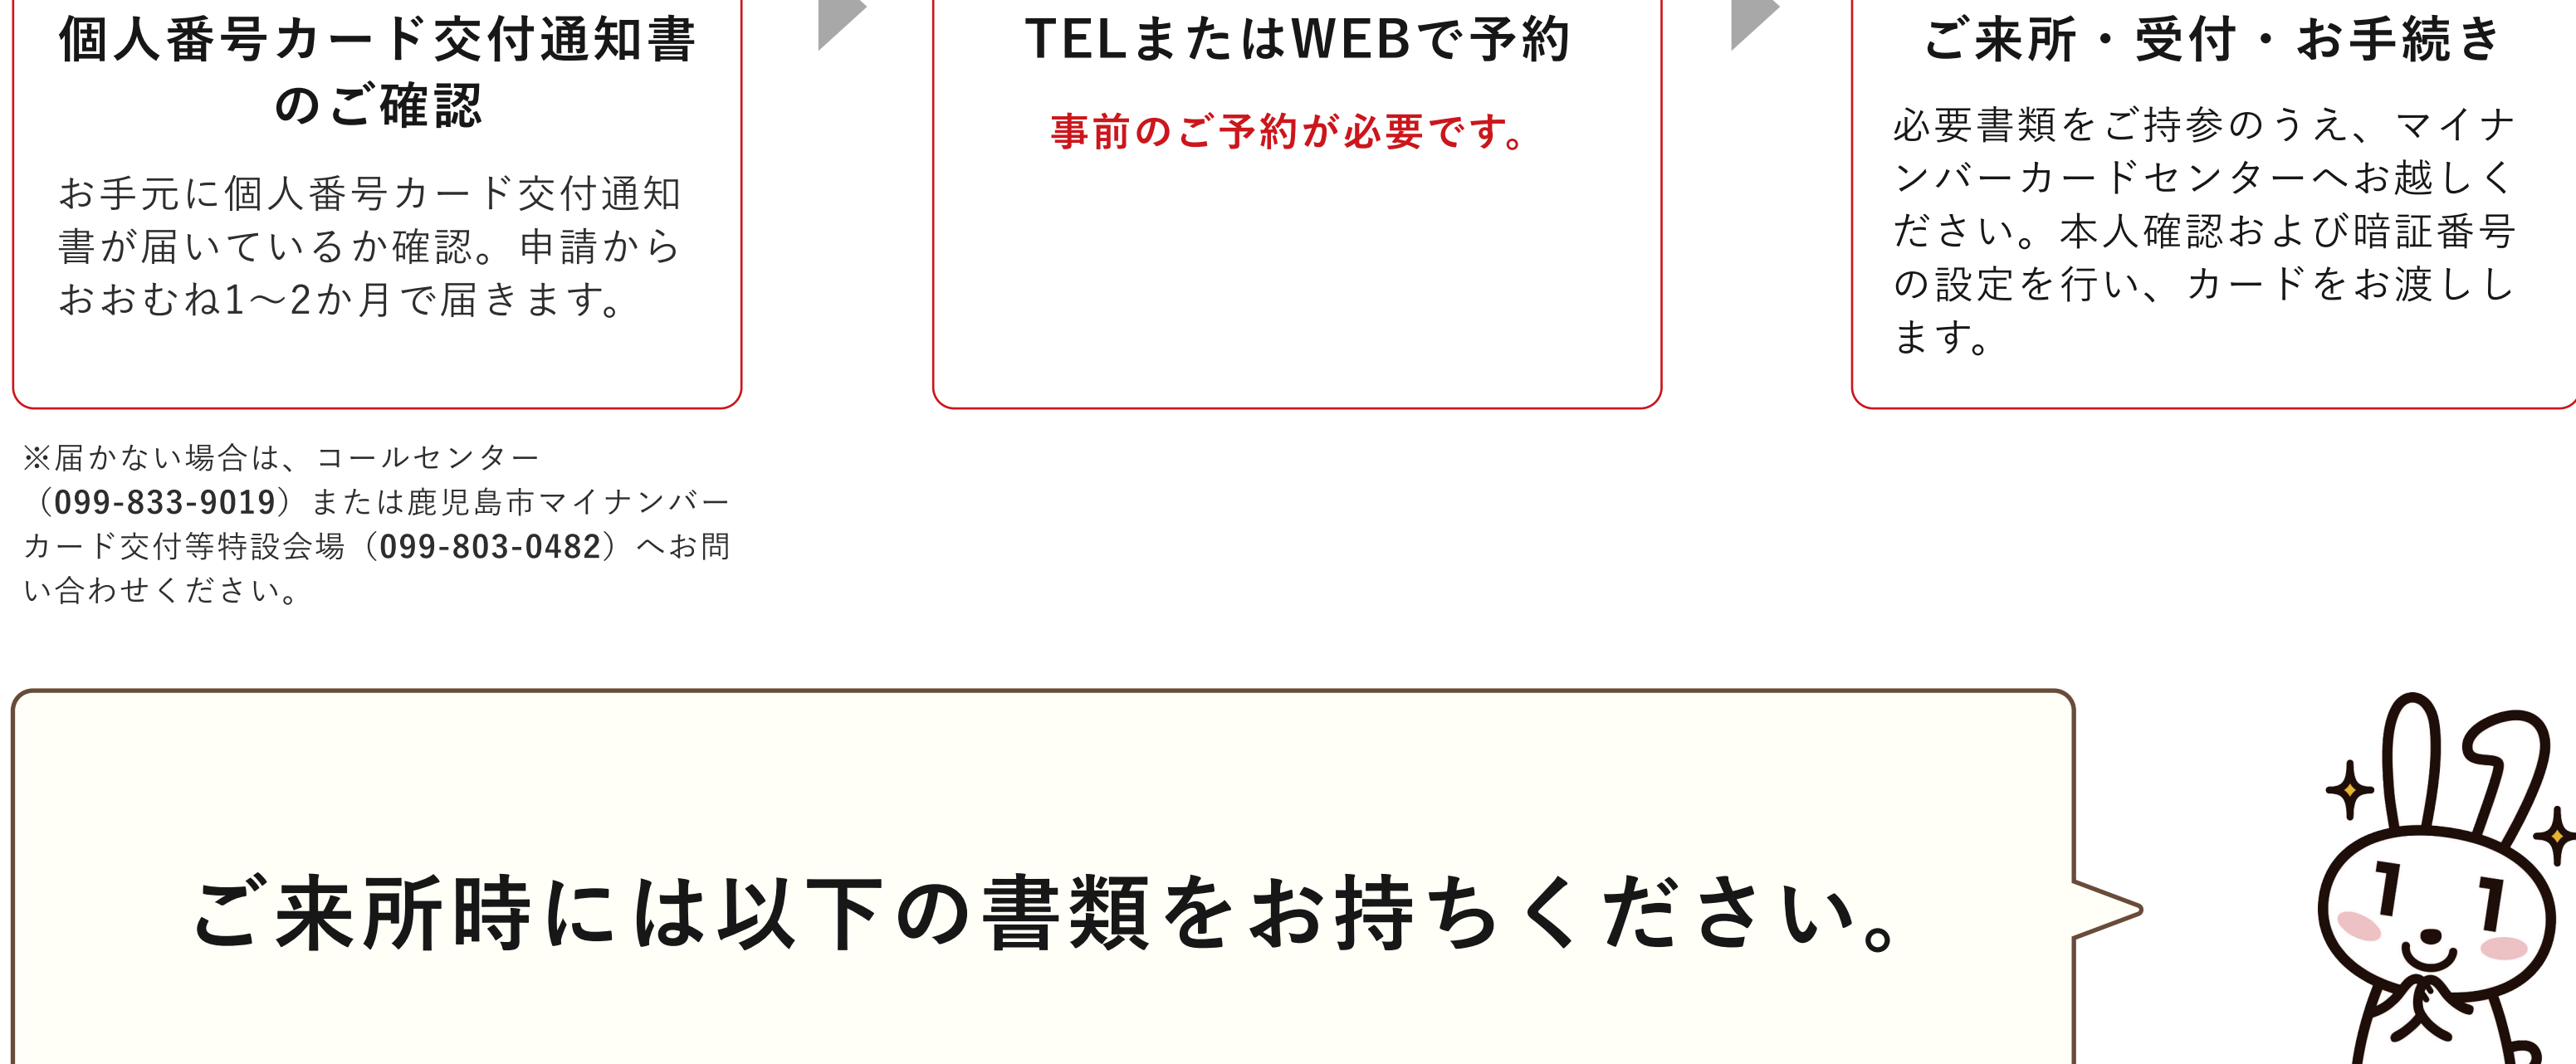 個人番号カード交付通知書
のご確認
お手元に個人番号カード交付通知
書が届いているか確認。申請から
おおむね1〜2か月で届きます。
※届かない場合は、コールセンター
（099-833-9019）または鹿児島市マイナンバー
カード交付等特設会場（099-803-0482）へお問
い合わせください。
TELまたはWEBで予約
事前のご予約が必要です。
ご来所・受付・お手続き
必要書類をご持参のうえ、マイナ
ンバーカードセンターへお越しく
ださい。本人確認および暗証番号
の設定を行い、カードをお渡しし
ます。
ご来所時には以下の書類をお持ちください。